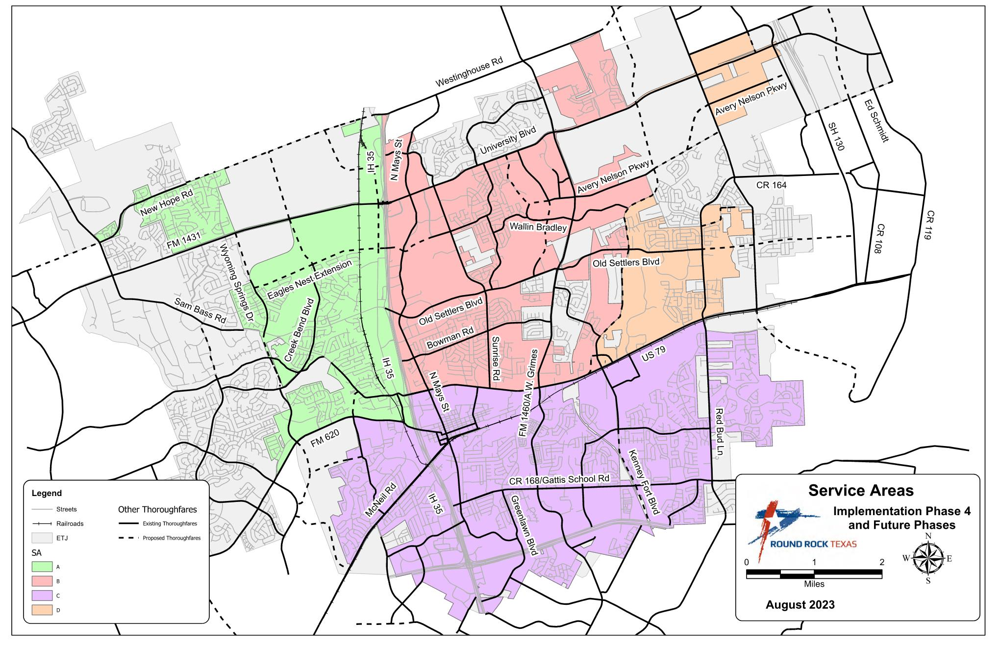 Westinghouse Rd
Avery Nelson Pkwy
Ed Schmidt
SH 130
University Blvd
IH 35
N Mays St
Avery Nelson Pkwy
CR 164
New Hope Rd
FM 1431
Wallin Bradley
CR 119
CR 108
Wyoming Springs Dr
Old Settlers Blvd
Eagles Nest Extension
Sam Bass Rd
Creek Bend Blvd
Old Settlers Blvd
Bowman Rd
Sunrise Rd
US 79
IH 35
N Mays St
FM 1460/A.W. Grimes
FM 620
Red Bud Ln
Kenney Fort Blvd
CR 168/Gattis School Rd
McNeil Rd
IH 35
Greenlawn Blvd
Legend
Streets
Railroads
ETJ
SA
A
B
C
D
Other Thoroughfares
Existing Thoroughfares
Proposed Thoroughfares
Service Areas
Implementation Phase 4
and Future Phases
ROUND ROCK TEXAS
N
W E
S
0 1 2
Miles
August 2023